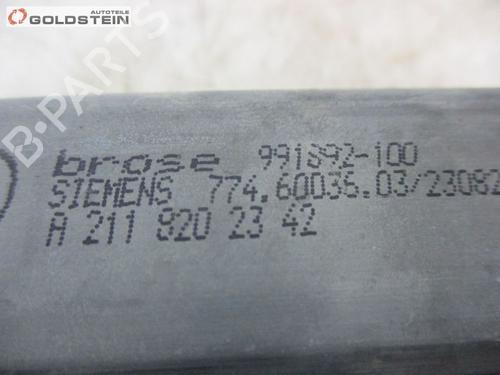 AUTOTEILE
GOLDSTEIN
B-PARTS
brose 991892-100
SIEMENS 774.60036.03/23082
A 211 820 23 42